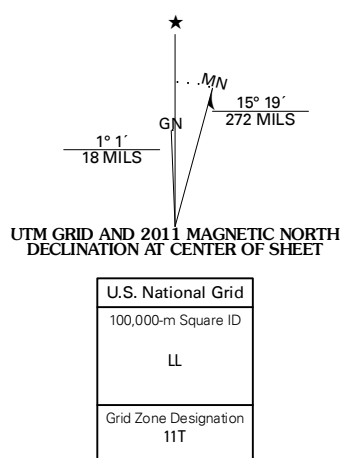 ★
MN
GN
15° 19´
272 MILS
1° 1´
18 MILS
UTM GRID AND 2011 MAGNETIC NORTH
DECLINATION AT CENTER OF SHEET
U.S. National Grid
100,000-m Square ID
LL
Grid Zone Designation
11T